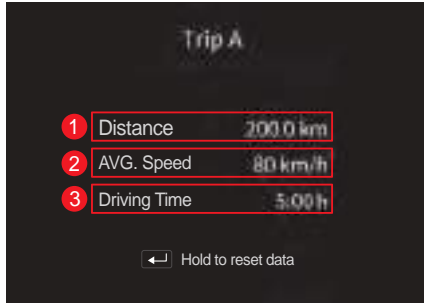 Trip A
1 Distance 200.0 km
2 AVG. Speed 80 km/h
3 Driving Time 5:00 h
Hold to reset data